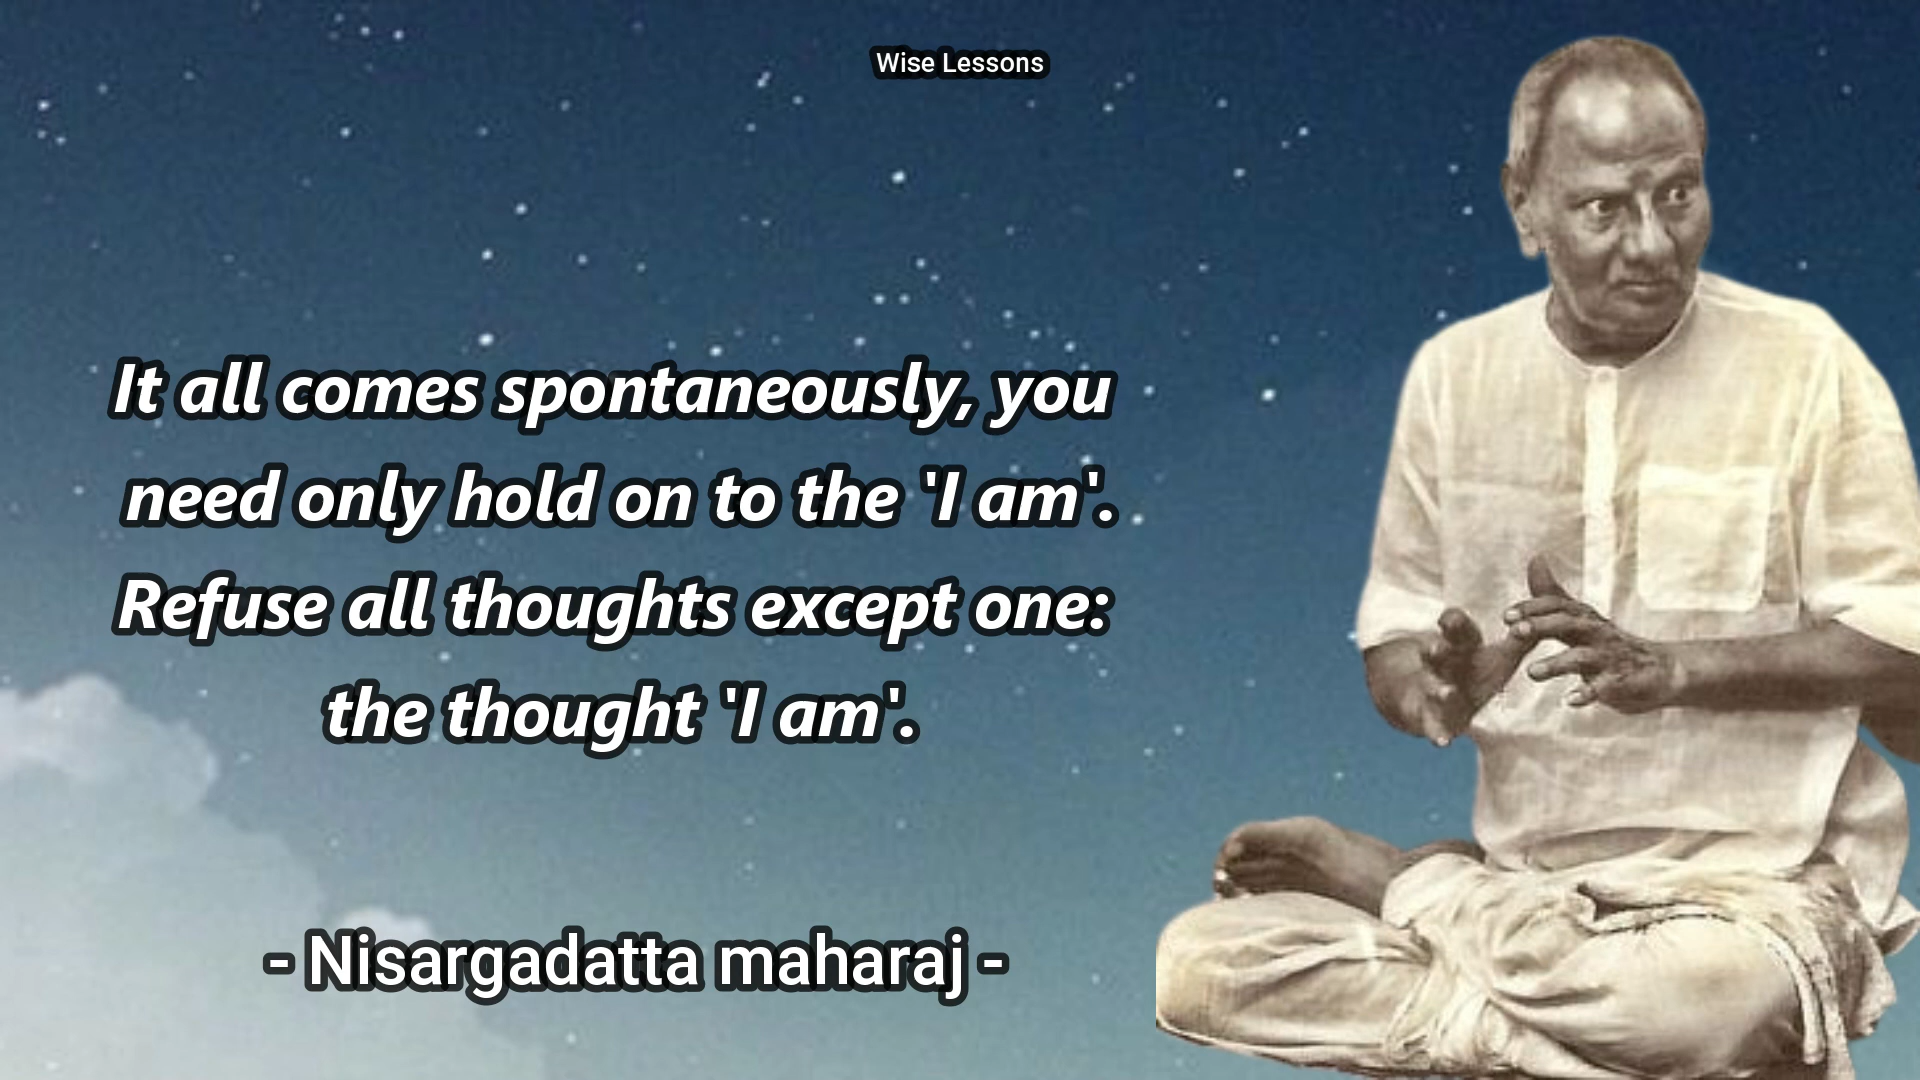 Wise Lessons
It all comes spontaneously, you
need only hold on to the 'I am'.
Refuse all thoughts except one:
the thought 'I am'.
- Nisargadatta maharaj -